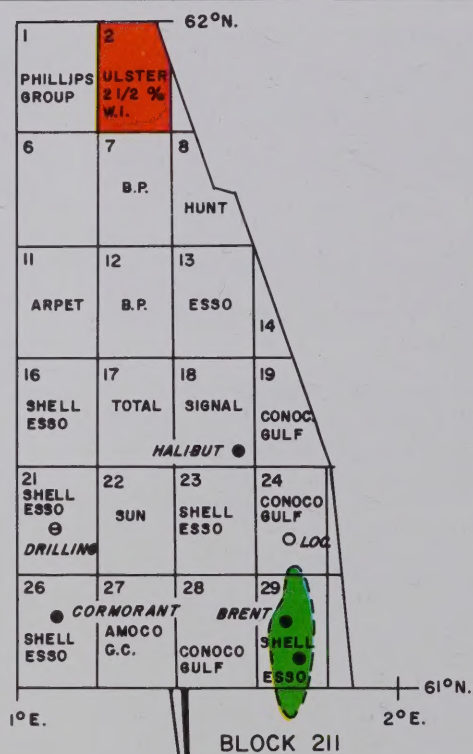 62°N.
1
PHILLIPS
GROUP
2
ULSTER
2 1/2 %
W.I.
6
7
B.P.
8
HUNT
11
ARPET
12
B.P.
13
ESSO
14
16
SHELL
ESSO
17
TOTAL
18
SIGNAL
HALIBUT
19
CONOC.
GULF
21
SHELL
ESSO
DRILLING
22
SUN
23
SHELL
ESSO
24
CONOCO
GULF
LOC.
26
CORMORANT
SHELL
ESSO
27
AMOCO
G.C.
28
CONOCO
GULF
29
BRENT
SHELL
ESSO
61°N.
1°E.
2°E.
BLOCK 211